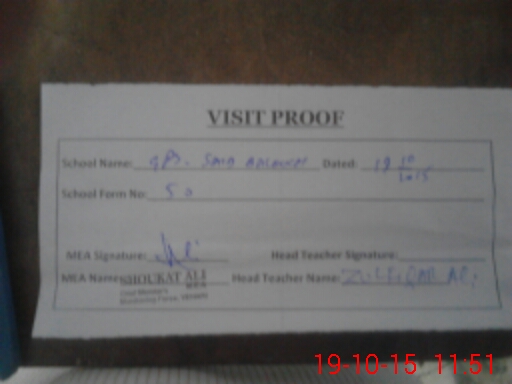 VISIT PROOF
School Name: GPS. Dated: 19 10 2015
School Form No: 50
MEA Signature: Head Teacher Signature:
MEA Name: SHOUKAT ALI Head Teacher Name: ZULFIQAR ALI
19-10-15 11:51